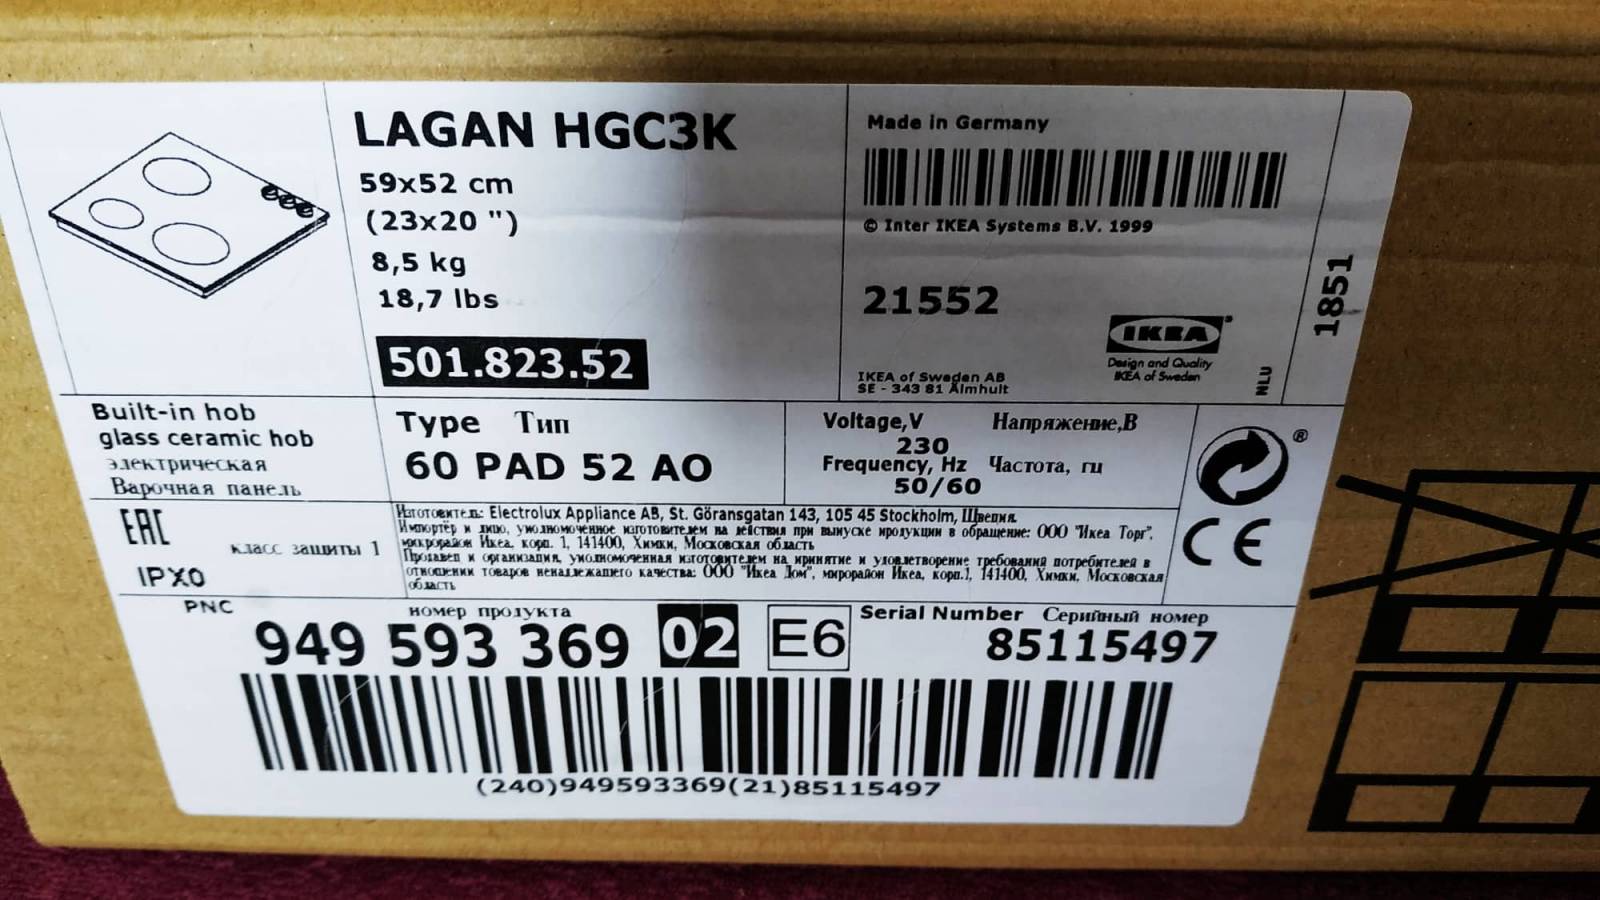 LAGAN HGC3K
59x52 cm
(23x20 ")
8,5 kg
18,7 lbs
501.823.52
Made in Germany
© Inter IKEA Systems B.V. 1999
21552
IKEA
Design and Quality
IKEA of Sweden
IKEA of Sweden AB
SE - 343 81 Älmhult
NLU
1851
Built-in hob
glass ceramic hob
электрическая
Варочная панель
Type Тип
60 PAD 52 AO
Voltage,V Напряжение,В
230
Frequency, Hz Частота, гц
50/60
®
EAC
класс защиты 1
IPX0
Изготовитель: Electrolux Appliance AB, St. Göransgatan 143, 105 45 Stockholm, Швеция.
Импортёр и лицо, уполномоченное изготовителем на действия при выпуске продукции в обращение: ООО "Икеа Торг",
микрорайон Икеа, корп. 1, 141400, Химки, Московская область
Продавец и организация, уполномоченная изготовителем на принятие и удовлетворение требований потребителей в
отношении товаров ненадлежащего качества: ООО "Икеа Дом", мирорайон Икеа, корп.1, 141400, Химки, Московская
область
CE
PNC номер продукта
949 593 369 02 E6
Serial Number Серийный номер
85115497
(240)949593369(21)85115497